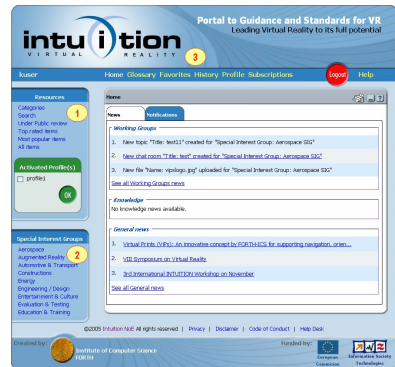 Portal to Guidance and Standards for VR
Leading Virtual Reality to its full potential
intu(i)tion
VIRTUAL REALITY
3
kuser
Home Glossary Favorites History Profile Subscriptions
Logout
Help
Resources
Categories
Search
Under Public review
Top rated items
Most popular items
All items
1
Activated Profile(s)
profile1
OK
Special Interest Groups
Aerospace
Augmented Reality
Automotive & Transport
Constructions
Energy
Engineering / Design
Entertainment & Culture
Evaluation & Testing
Education & Training
2
Home
News
Notifications
Working Groups
1. New topic "Title: test11" created for "Special Interest Group: Aerospace SIG"
2. New chat room "Title: test" created for "Special Interest Group: Aerospace SIG"
3. New file "Name: vipslogo.jpg" uploaded for "Special Interest Group: Aerospace SIG"
See all Working Groups news
Knowledge
No knowledge news available.
General news
1. Virtual Prints (ViPs): An innovative concept by FORTH-ICS for supporting navigation, orien...
2. VIII Symposium on Virtual Reality
3. 3rd International INTUITION Workshop on November
See all General news
©2005 Intuition NoE All rights reserved | Privacy | Disclaimer | Code of Conduct | Help Desk
Created by:
Institute of Computer Science
FORTH
Funded by:
European
Commission
Information Society
Technologies